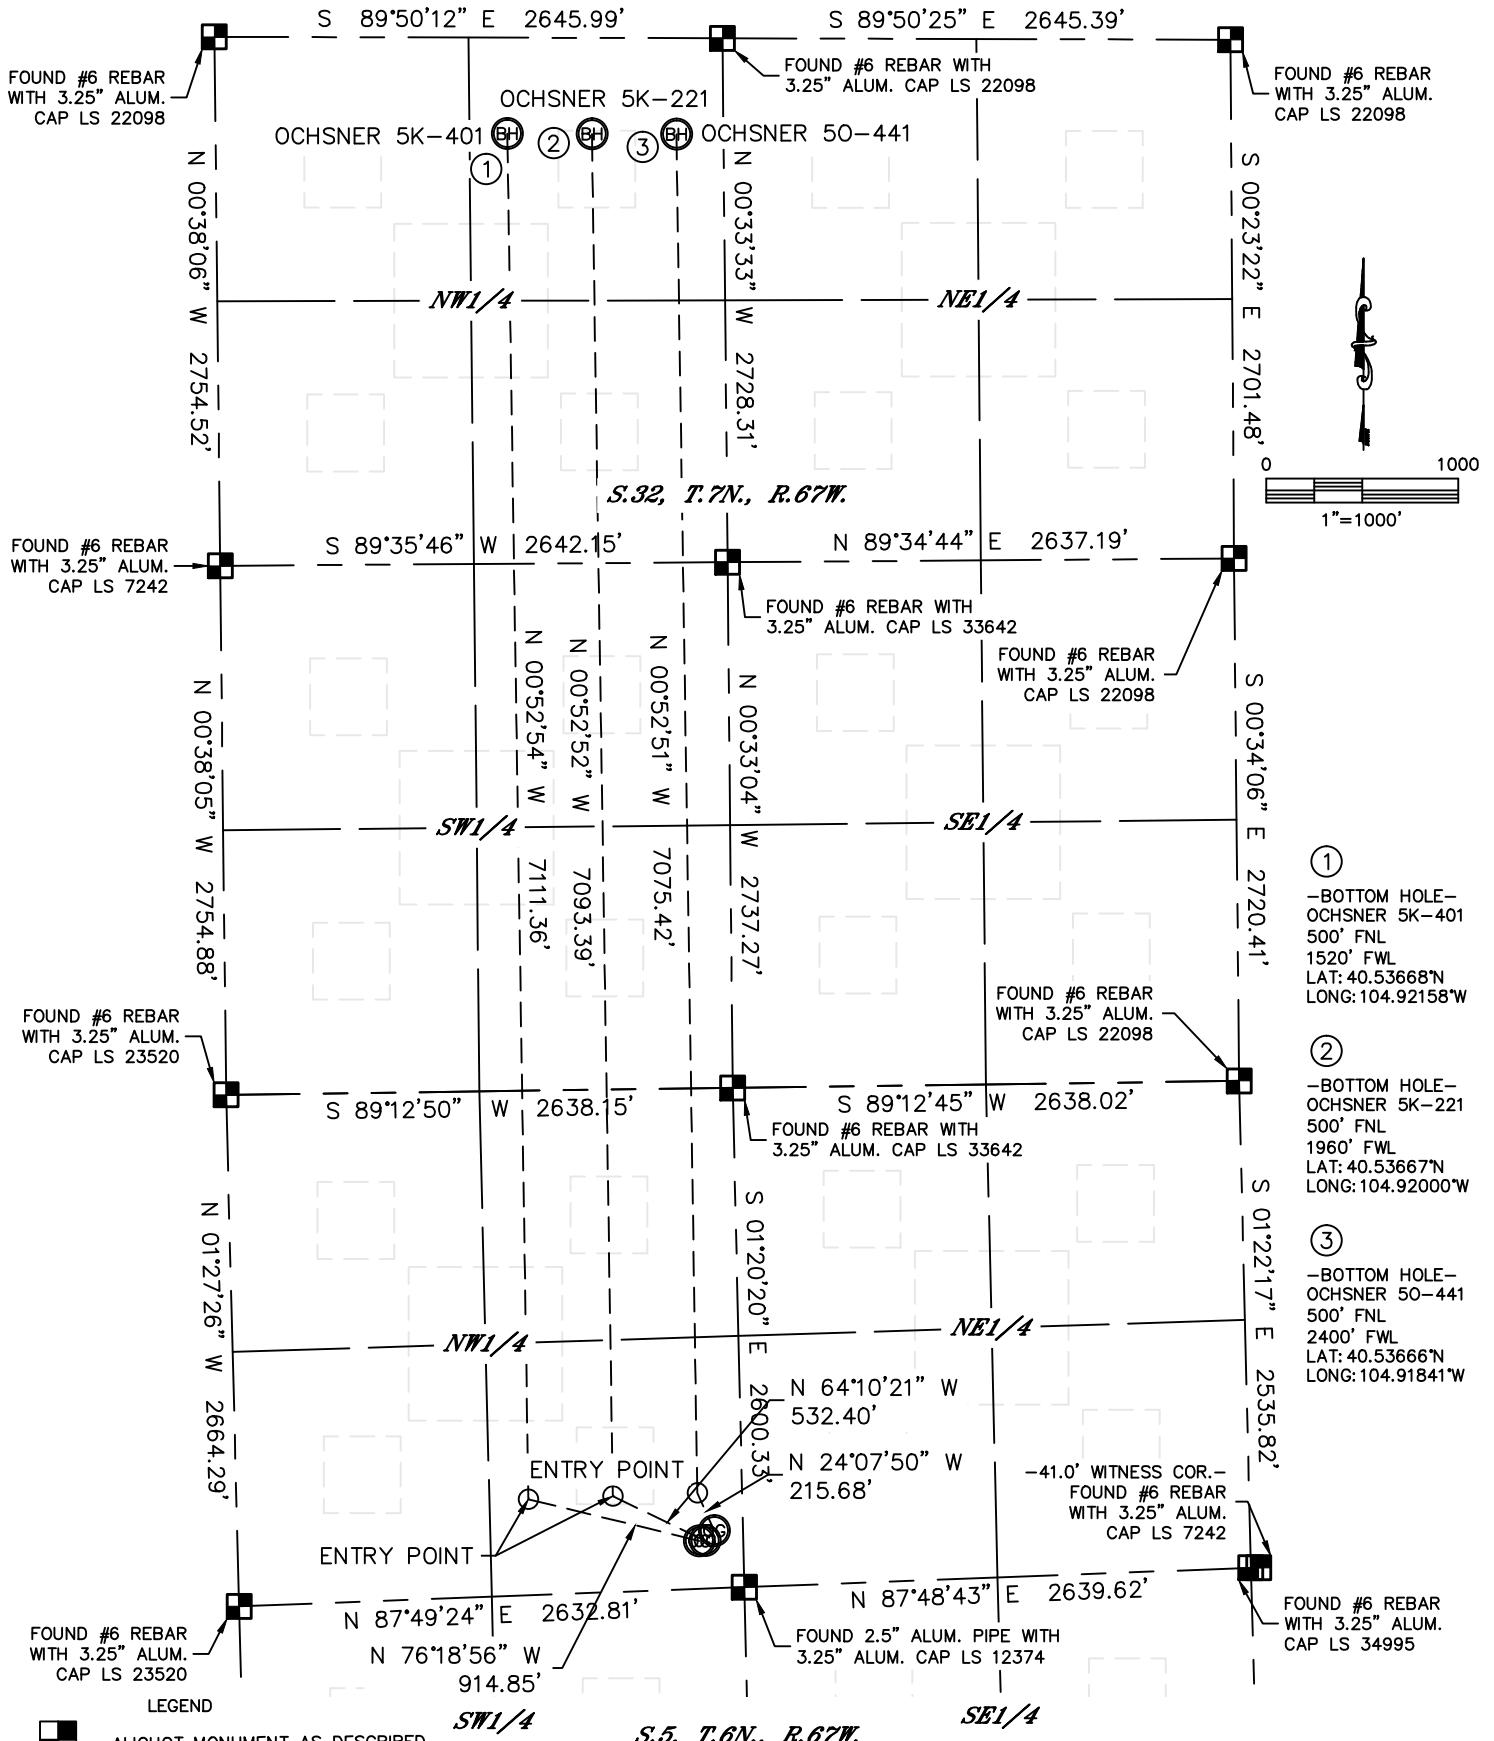 S 89°50'12" E 2645.99'
S 89°50'25" E 2645.39'
FOUND #6 REBAR
WITH 3.25" ALUM.
CAP LS 22098
FOUND #6 REBAR WITH
3.25" ALUM. CAP LS 22098
FOUND #6 REBAR
WITH 3.25" ALUM.
CAP LS 22098
OCHSNER 5K-221
OCHSNER 5K-401
BH
BH
BH
OCHSNER 5O-441
1
2
3
N 00°38'06" W 2754.52'
N 00°33'33" W 2728.31'
S 00°23'22" E 2701.48'
NW1/4
NE1/4
0 1000
1"=1000'
S.32, T.7N., R.67W.
FOUND #6 REBAR
WITH 3.25" ALUM.
CAP LS 7242
S 89°35'46" W 2642.15'
N 89°34'44" E 2637.19'
FOUND #6 REBAR WITH
3.25" ALUM. CAP LS 33642
FOUND #6 REBAR
WITH 3.25" ALUM.
CAP LS 22098
N 00°38'05" W 2754.88'
N 00°52'54" W 7111.36'
N 00°52'52" W 7093.39'
N 00°52'51" W 7075.42'
N 00°33'04" W 2737.27'
S 00°34'06" E 2720.41'
SW1/4
SE1/4
1
-BOTTOM HOLE-
OCHSNER 5K-401
500' FNL
1520' FWL
LAT: 40.53668°N
LONG: 104.92158°W
FOUND #6 REBAR
WITH 3.25" ALUM.
CAP LS 23520
FOUND #6 REBAR
WITH 3.25" ALUM.
CAP LS 22098
2
-BOTTOM HOLE-
OCHSNER 5K-221
500' FNL
1960' FWL
LAT: 40.53667°N
LONG: 104.92000°W
S 89°12'50" W 2638.15'
S 89°12'45" W 2638.02'
FOUND #6 REBAR WITH
3.25" ALUM. CAP LS 33642
3
-BOTTOM HOLE-
OCHSNER 5O-441
500' FNL
2400' FWL
LAT: 40.53666°N
LONG: 104.91841°W
N 01°27'26" W 2664.29'
S 01°20'20" E 2600.33'
S 01°22'17" E 2535.82'
NW1/4
NE1/4
N 64°10'21" W
532.40'
N 24°07'50" W
215.68'
ENTRY POINT
ENTRY POINT
-41.0' WITNESS COR.-
FOUND #6 REBAR
WITH 3.25" ALUM.
CAP LS 7242
N 87°49'24" E 2632.81'
N 87°48'43" E 2639.62'
FOUND #6 REBAR
WITH 3.25" ALUM.
CAP LS 23520
N 76°18'56" W
914.85'
FOUND 2.5" ALUM. PIPE WITH
3.25" ALUM. CAP LS 12374
FOUND #6 REBAR
WITH 3.25" ALUM.
CAP LS 34995
LEGEND
SW1/4
SE1/4
S.5, T.6N., R.67W.
ALIQUOT MONUMENT AS DESCRIBED